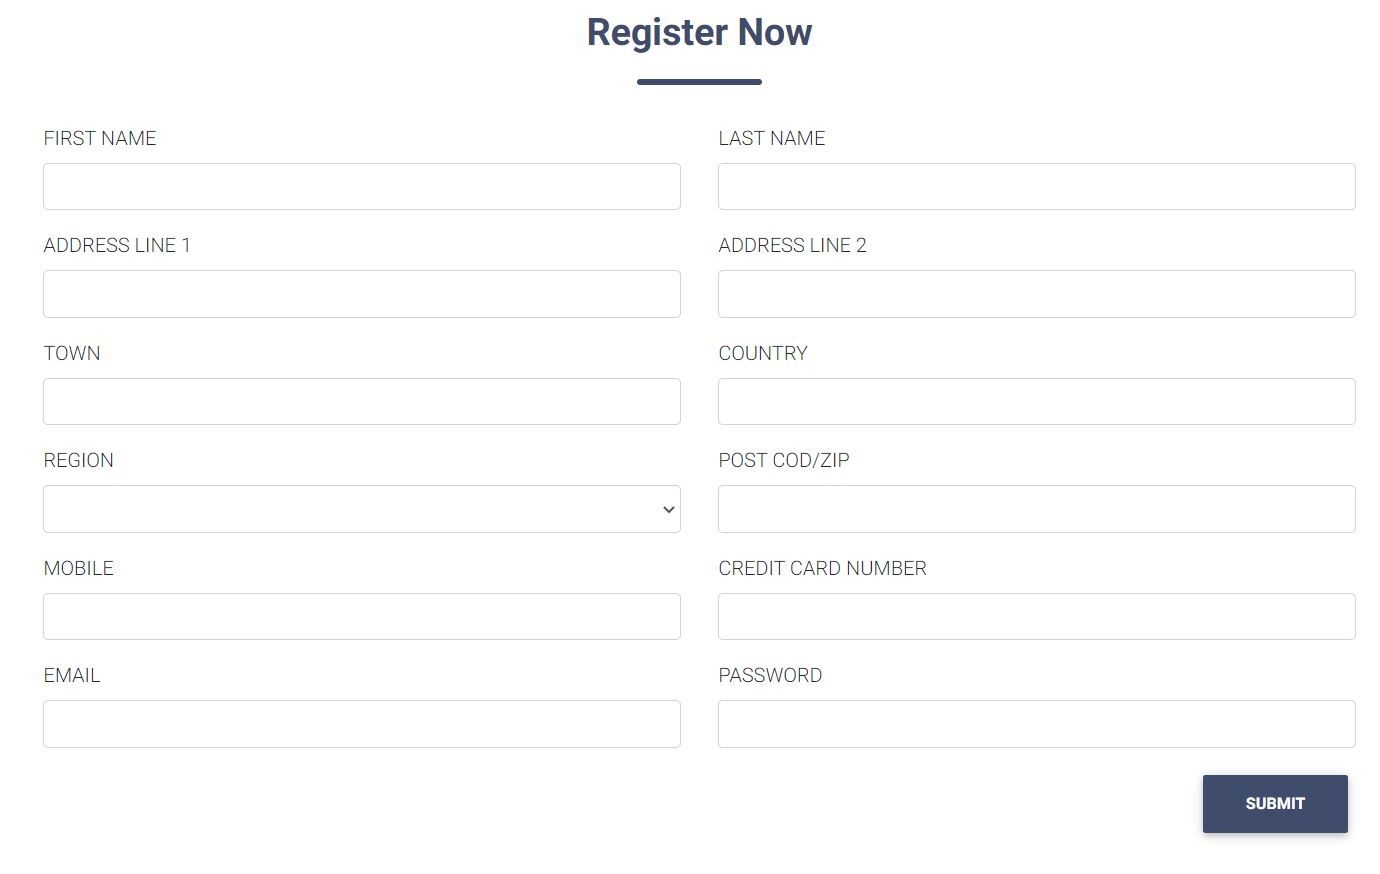 Register Now
FIRST NAME
LAST NAME
ADDRESS LINE 1
ADDRESS LINE 2
TOWN
COUNTRY
REGION
POST COD/ZIP
MOBILE
CREDIT CARD NUMBER
EMAIL
PASSWORD
SUBMIT